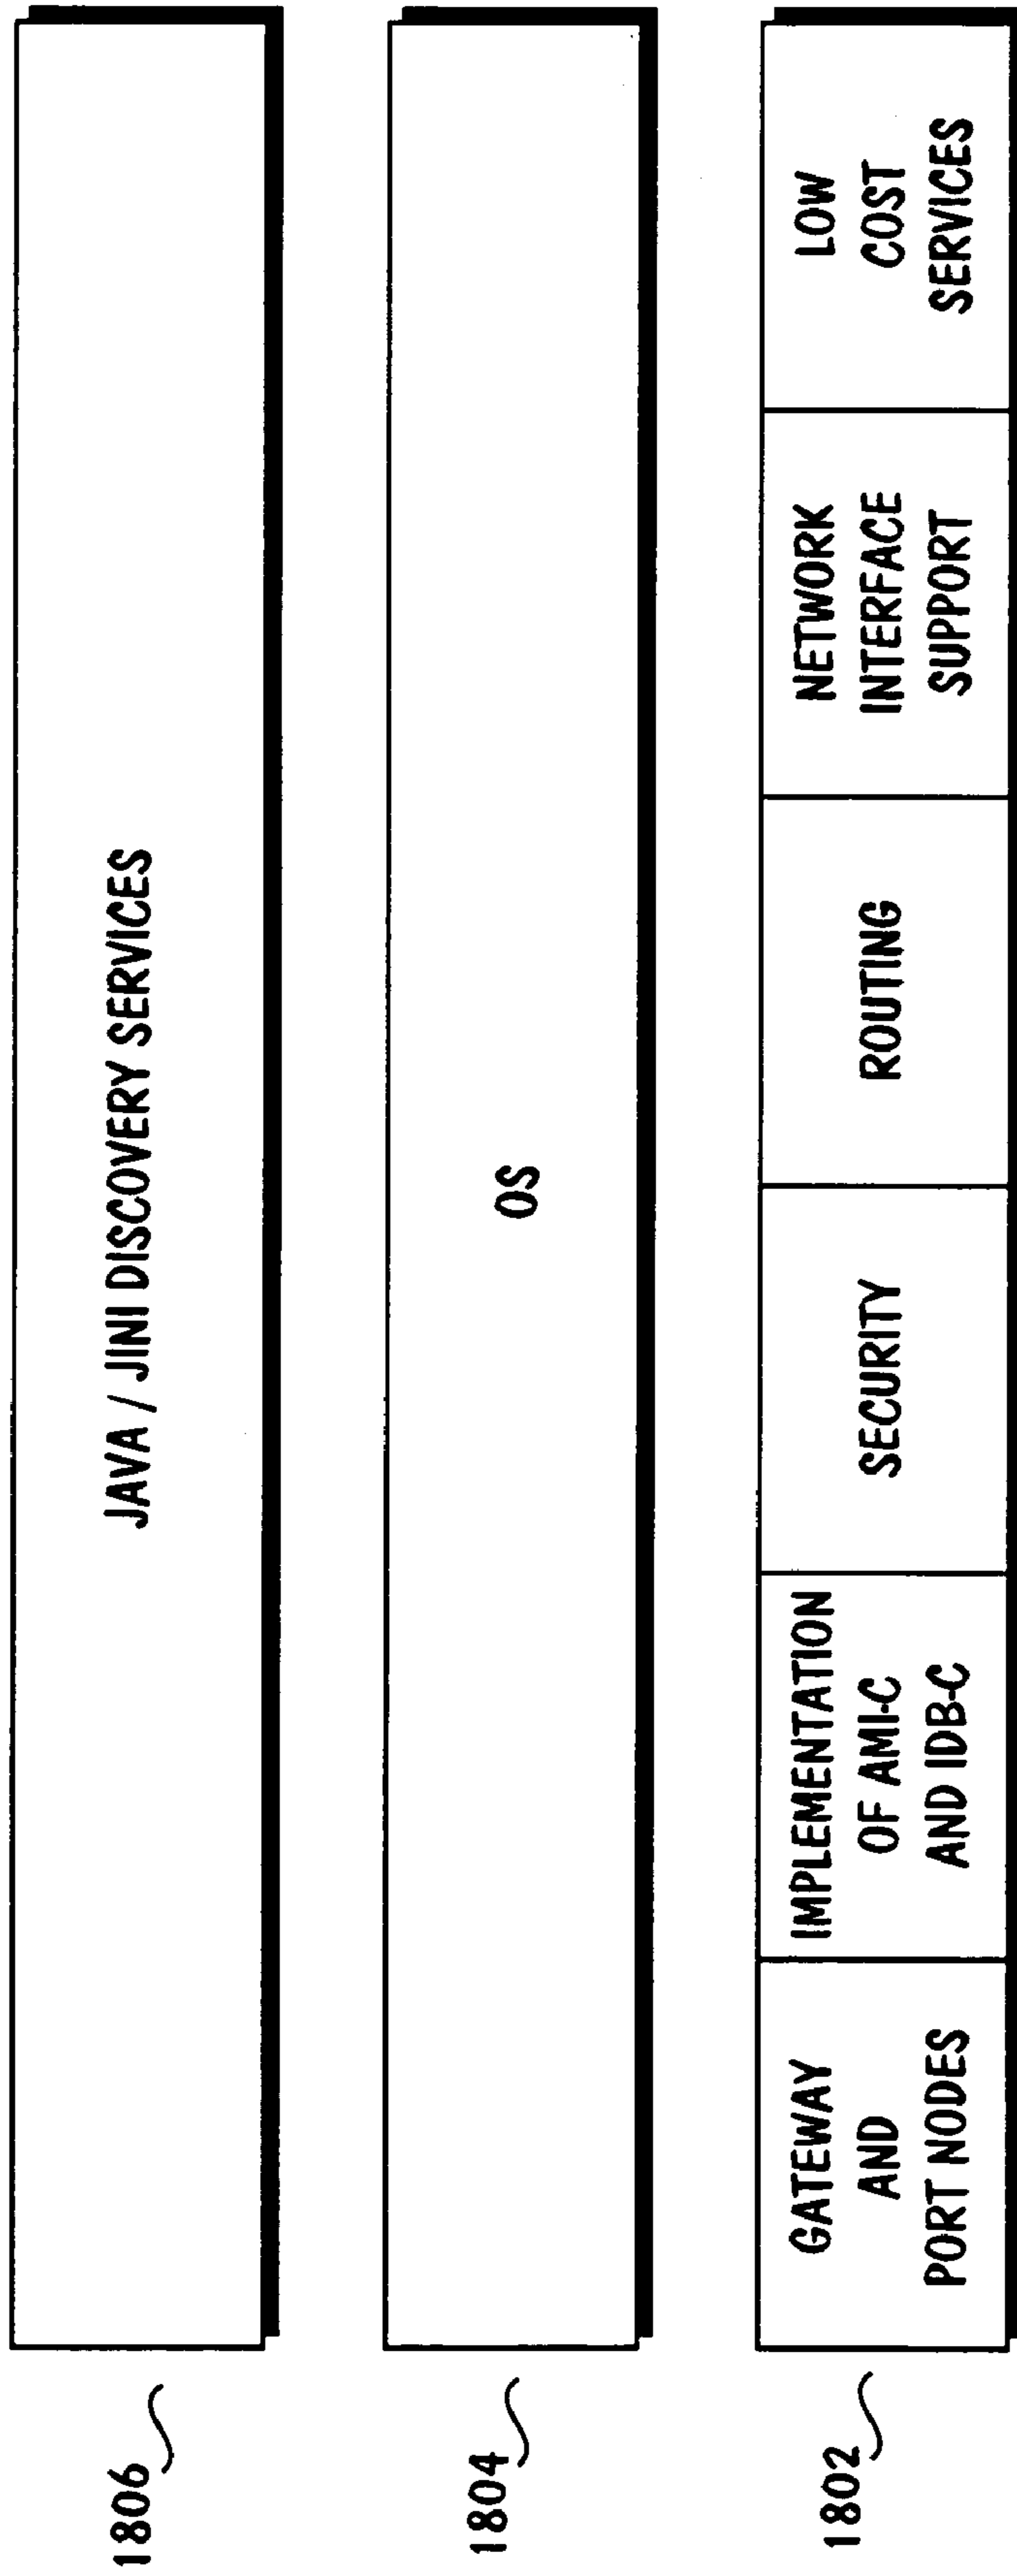 1806
JAVA / JINI DISCOVERY SERVICES
1804
OS
1802
GATEWAY
AND
PORT NODES
IMPLEMENTATION
OF AMI-C
AND IDB-C
SECURITY
ROUTING
NETWORK
INTERFACE
SUPPORT
LOW
COST
SERVICES